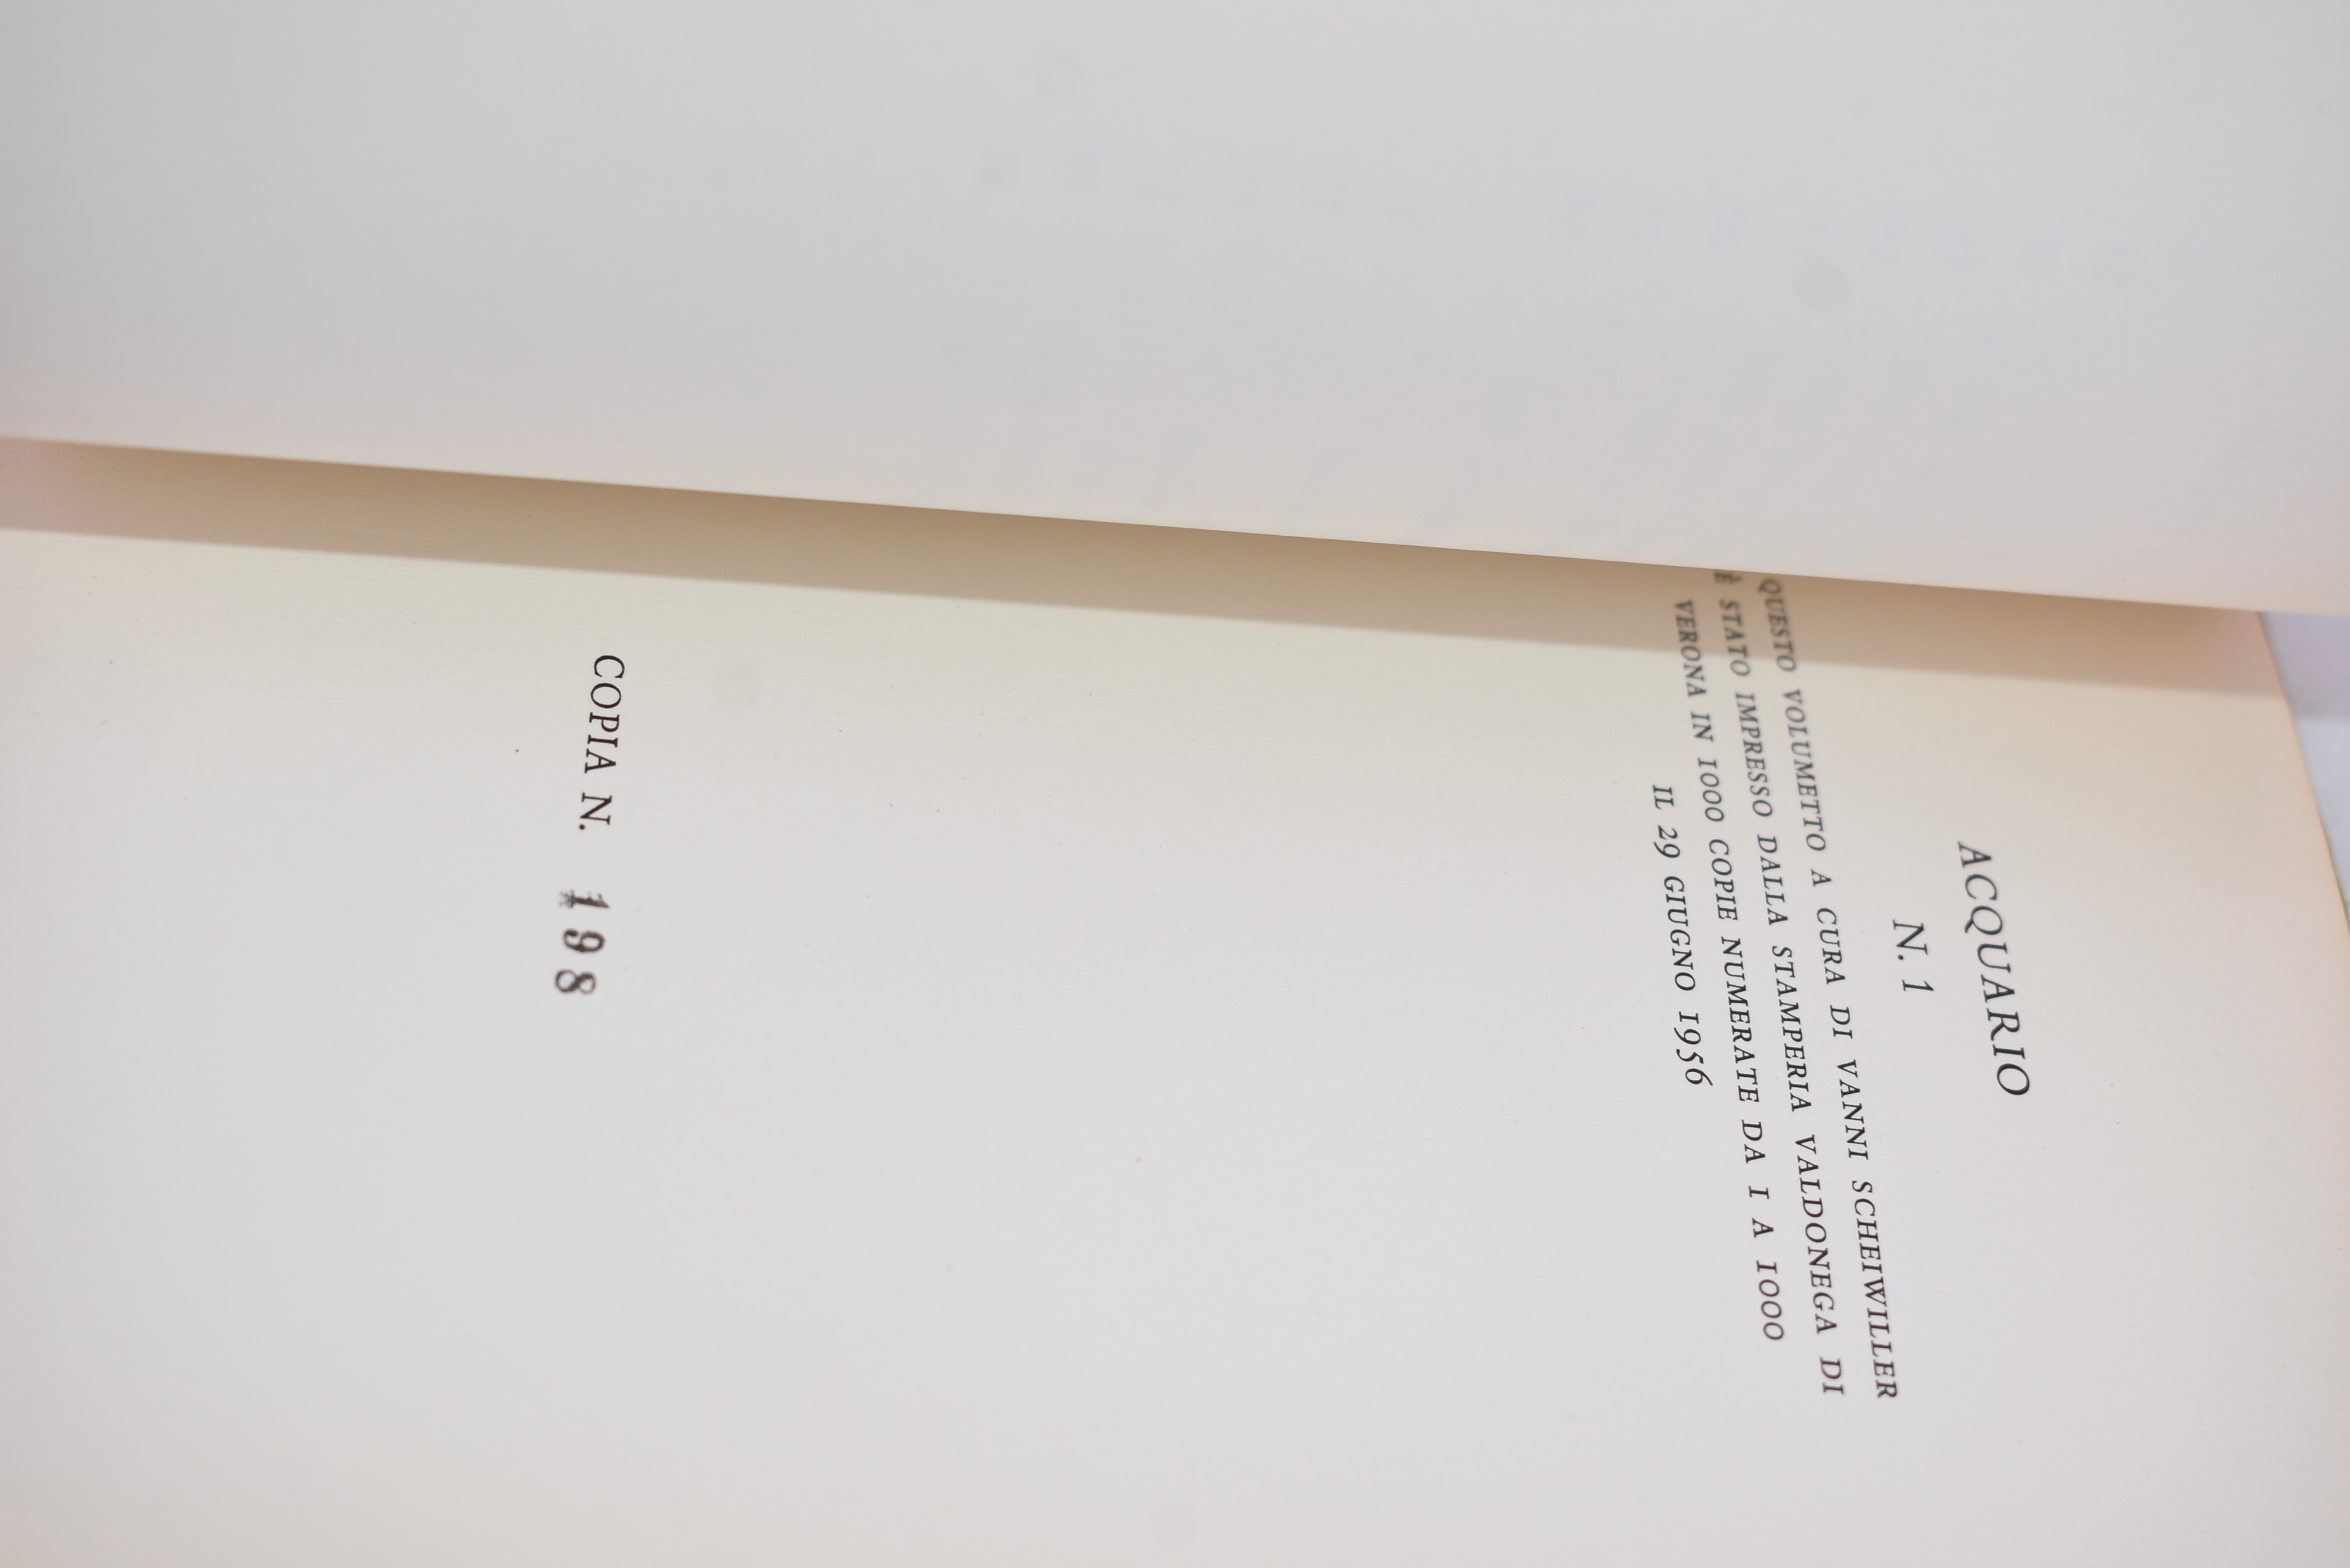 ACQUARIO
N. 1
QUESTO VOLUMETTO A CURA DI VANNI SCHEIWILLER
È STATO IMPRESSO DALLA STAMPERIA VALDONEGA DI
VERONA IN 1000 COPIE NUMERATE DA 1 A 1000
IL 29 GIUGNO 1956
COPIA N. 198